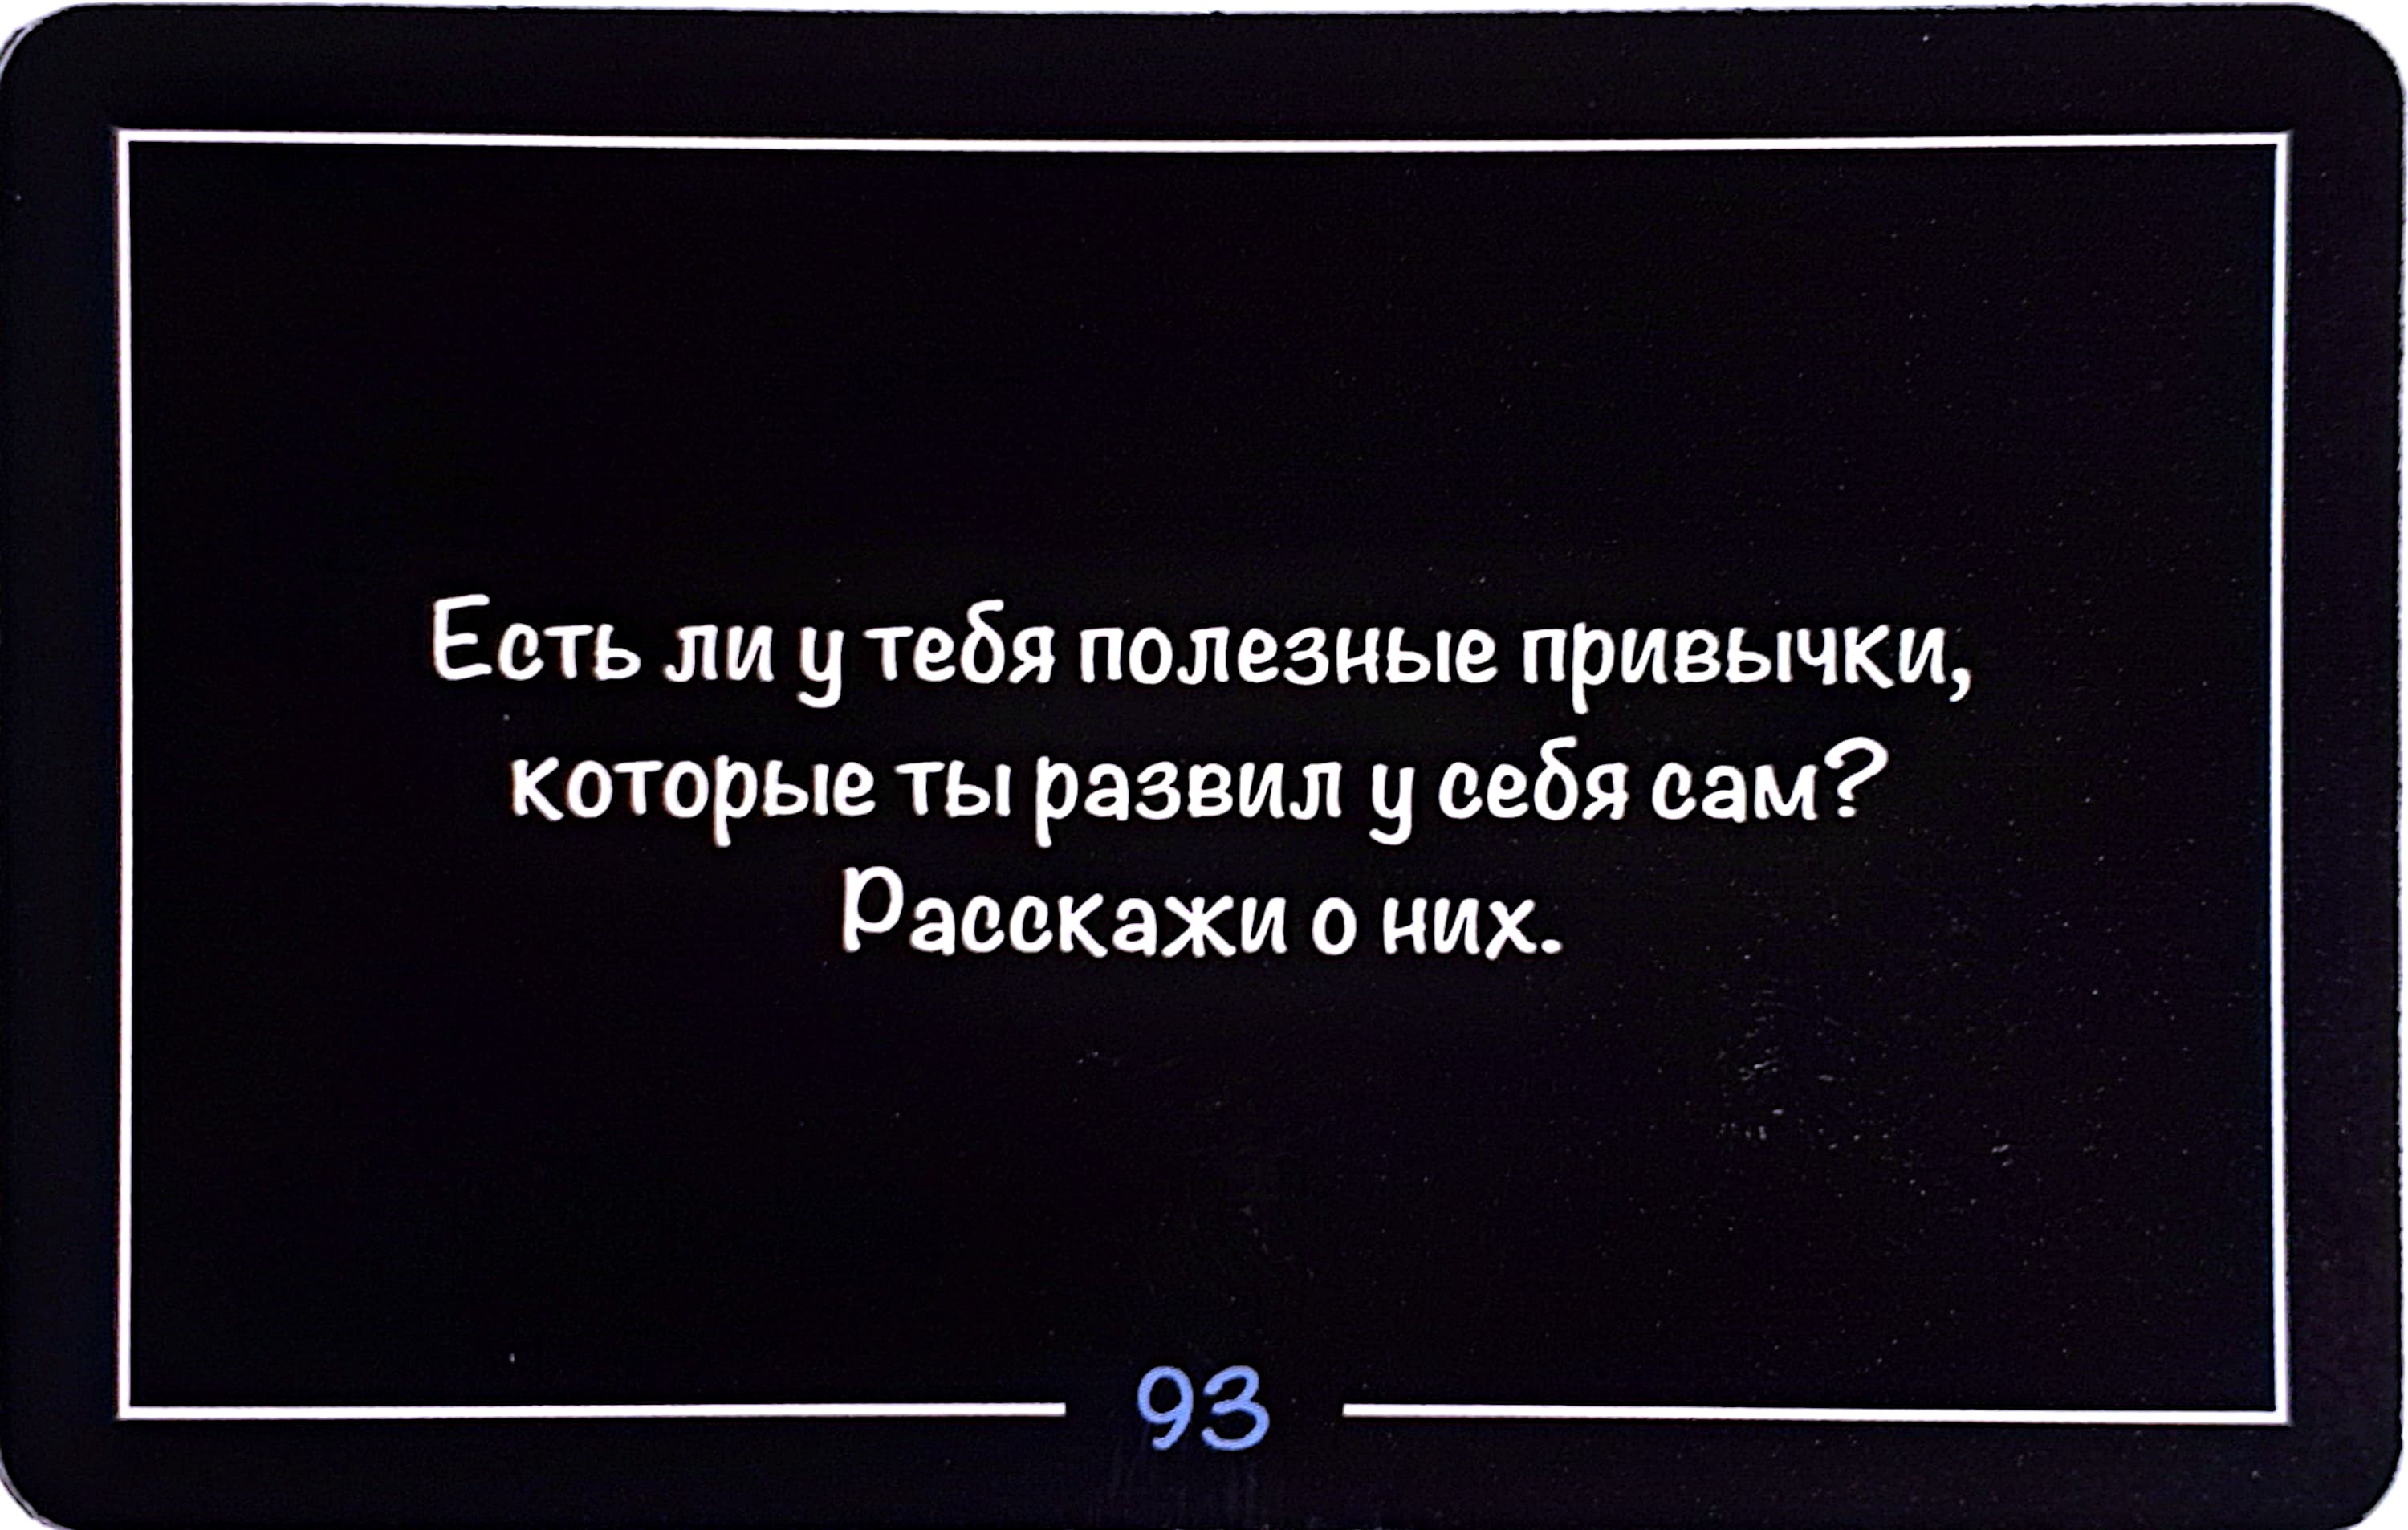 Есть ли у тебя полезные привычки,
которые ты развил у себя сам?
Расскажи о них.
93